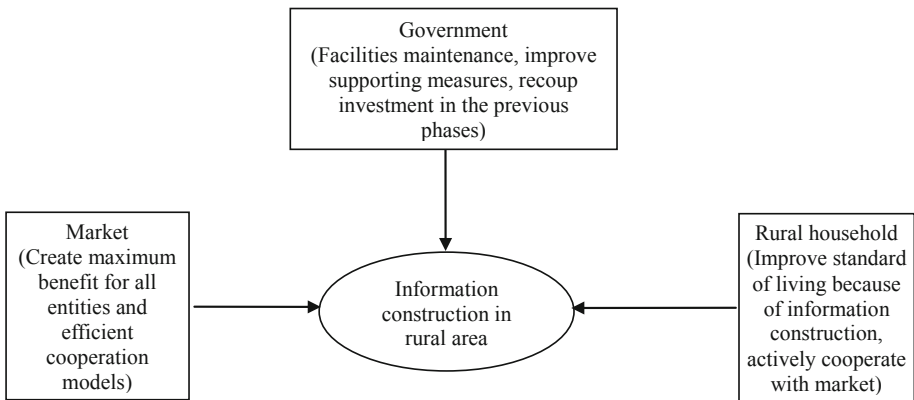 Government
(Facilities maintenance, improve
supporting measures, recoup
investment in the previous
phases)
Market
(Create maximum
benefit for all
entities and
efficient
cooperation
models)
Information
construction in
rural area
Rural household
(Improve standard
of living because
of information
construction,
actively cooperate
with market)